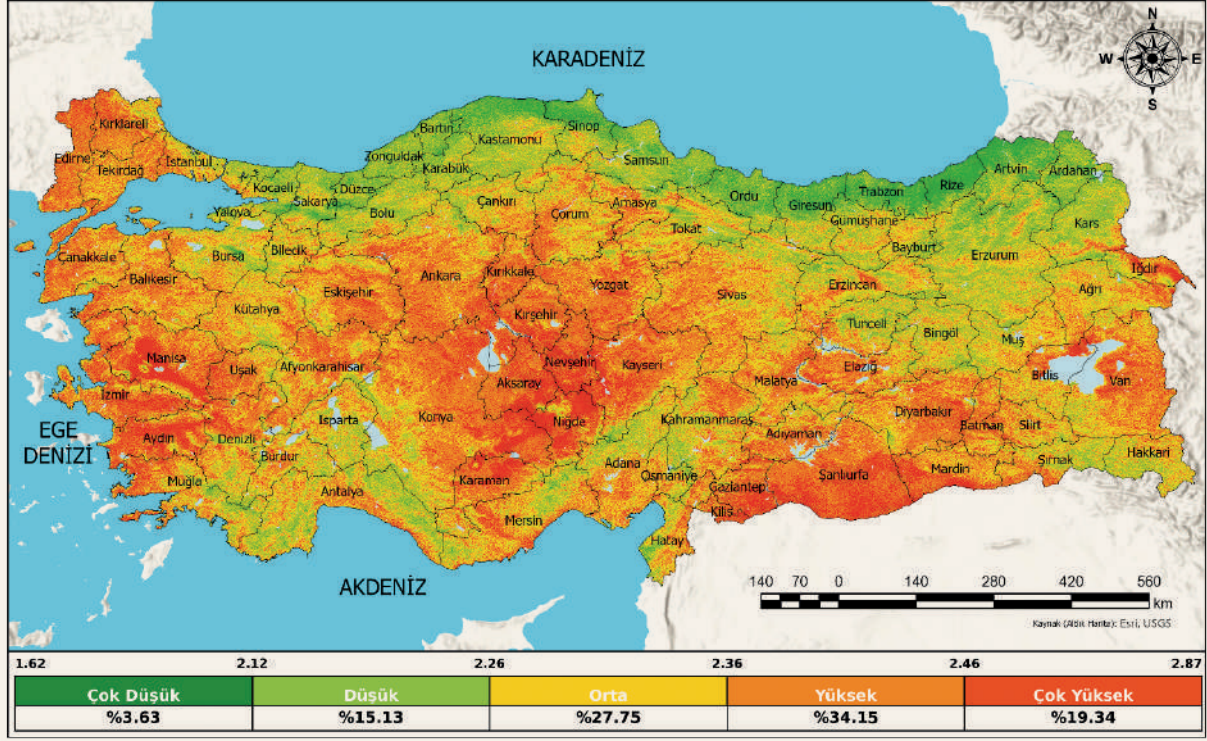 N
KARADENİZ
W E
S
Kırklareli
Edirne
Tekirdağ
İstanbul
Bartın
Kastamonu
Sinop
Zonguldak
Karabük
Samsun
Kocaeli
Düzce
Sakarya
Yalova
Bolu
Çankırı
Çorum
Amasya
Ordu
Giresun
Trabzon
Rize
Artvin
Ardahan
Tokat
Gümüşhane
Bayburt
Kars
Çanakkale
Balıkesir
Bursa
Bilecik
Eskişehir
Ankara
Kırıkkale
Yozgat
Sivas
Erzincan
Erzurum
Iğdır
Ağrı
Kütahya
Kırşehir
Tunceli
Bingöl
Muş
Manisa
Uşak
Afyonkarahisar
Nevşehir
Kayseri
Malatya
Elazığ
Bitlis
Van
İzmir
Aksaray
Konya
Niğde
Isparta
Kahramanmaraş
Adıyaman
Diyarbakır
Batman
Siirt
EGE
DENİZİ
Aydın
Denizli
Burdur
Muğla
Antalya
Karaman
Adana
Osmaniye
Gaziantep
Şanlıurfa
Mardin
Şırnak
Hakkari
Kilis
Mersin
Hatay
AKDENİZ
140 70 0 140 280 420 560
km
Kaynak (Altlık Harita): Esri, USGS
1.62 2.12 2.26 2.36 2.46 2.87
Çok Düşük Düşük Orta Yüksek Çok Yüksek
%3.63 %15.13 %27.75 %34.15 %19.34